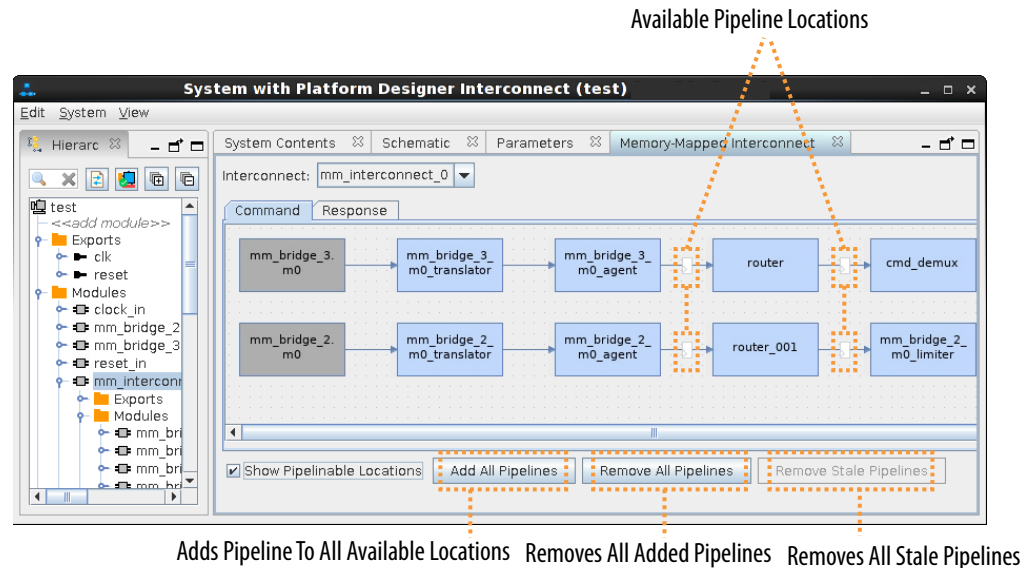 Available Pipeline Locations
System with Platform Designer Interconnect (test)
Edit System View
Hierarc
System Contents Schematic Parameters Memory-Mapped Interconnect
Interconnect: mm_interconnect_0
Command Response
test
<<add module>>
Exports
clk
reset
Modules
clock_in
mm_bridge_2
mm_bridge_3
reset_in
mm_interconn
Exports
Modules
mm_bri
mm_bri
mm_bri
mm_bri
mm_bridge_3.
m0
mm_bridge_3_
m0_translator
mm_bridge_3_
m0_agent
router
cmd_demux
mm_bridge_2.
m0
mm_bridge_2_
m0_translator
mm_bridge_2_
m0_agent
router_001
mm_bridge_2_
m0_limiter
Show Pipelinable Locations Add All Pipelines Remove All Pipelines Remove Stale Pipelines
Adds Pipeline To All Available Locations Removes All Added Pipelines Removes All Stale Pipelines